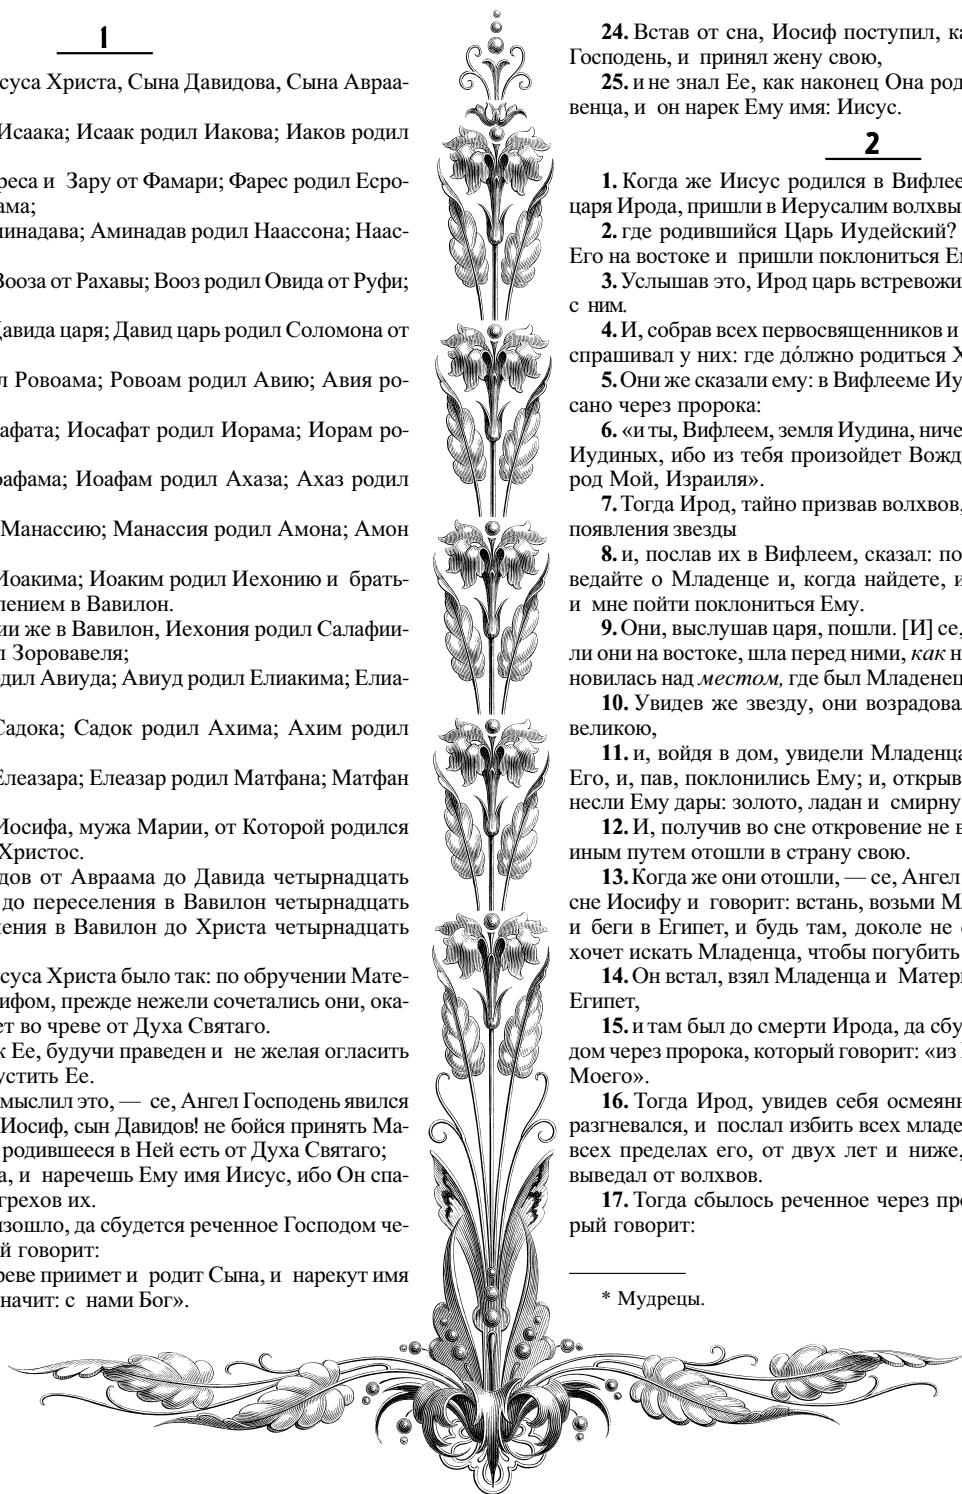 1
суса Христа, Сына Давидова, Сына Авраа-
Исаака; Исаак родил Иакова; Иаков родил
реса и Зару от Фамари; Фарес родил Есро-
ама;
минадава; Аминадав родил Наассона; Наас-
Вооза от Рахавы; Вооз родил Овида от Руфи;
Давида царя; Давид царь родил Соломона от
л Ровоама; Ровоам родил Авию; Авия ро-
афата; Иосафат родил Иорама; Иорам ро-
оафама; Иоафам родил Ахаза; Ахаз родил
Манассию; Манассия родил Амона; Амон
Иоакима; Иоаким родил Иехонию и брать-
лением в Вавилон.
ии же в Вавилон, Иехония родил Салафии-
л Зоровавеля;
одил Авиуда; Авиуд родил Елиакима; Елиа-
Садока; Садок родил Ахима; Ахим родил
Елеазара; Елеазар родил Матфана; Матфан
Иосифа, мужа Марии, от Которой родился
Христос.
дов от Авраама до Давида четырнадцать
до переселения в Вавилон четырнадцать
ления в Вавилон до Христа четырнадцать
суса Христа было так: по обручении Мате-
сифом, прежде нежели сочетались они, ока-
ет во чреве от Духа Святаго.
ж Ее, будучи праведен и не желая огласить
устить Ее.
мыслил это, — се, Ангел Господень явился
Иосиф, сын Давидов! не бойся принять Ма-
родившееся в Ней есть от Духа Святаго;
а, и наречешь Ему имя Иисус, ибо Он спа-
грехов их.
изошло, да сбудется реченное Господом че-
й говорит:
реве приимет и родит Сына, и нарекут имя
начит: с нами Бог».
24. Встав от сна, Иосиф поступил, ка
Господень, и принял жену свою,
25. и не знал Ее, как наконец Она род
венца, и он нарек Ему имя: Иисус.
2
1. Когда же Иисус родился в Вифлее
царя Ирода, пришли в Иерусалим волхвы
2. где родившийся Царь Иудейский?
Его на востоке и пришли поклониться Е
3. Услышав это, Ирод царь встревожи
с ним.
4. И, собрав всех первосвященников и
спрашивал у них: где до́лжно родиться Х
5. Они же сказали ему: в Вифлееме Иу
сано через пророка:
6. «и ты, Вифлеем, земля Иудина, ниче
Иудиных, ибо из тебя произойдет Вожд
род Мой, Израиля».
7. Тогда Ирод, тайно призвав волхвов,
появления звезды
8. и, послав их в Вифлеем, сказал: по
ведайте о Младенце и, когда найдете, и
и мне пойти поклониться Ему.
9. Они, выслушав царя, пошли. [И] се,
ли они на востоке, шла перед ними, как н
новилась над местом, где был Младенец
10. Увидев же звезду, они возрадова
великою,
11. и, войдя в дом, увидели Младенца
Его, и, пав, поклонились Ему; и, открыв
несли Ему дары: золото, ладан и смирну
12. И, получив во сне откровение не в
иным путем отошли в страну свою.
13. Когда же они отошли, — се, Ангел
сне Иосифу и говорит: встань, возьми М
и беги в Египет, и будь там, доколе не
хочет искать Младенца, чтобы погубить
14. Он встал, взял Младенца и Матер
Египет,
15. и там был до смерти Ирода, да сбу
дом через пророка, который говорит: «из
Моего».
16. Тогда Ирод, увидев себя осмеян
разгневался, и послал избить всех младе
всех пределах его, от двух лет и ниже,
выведал от волхвов.
17. Тогда сбылось реченное через пр
рый говорит:
* Мудрецы.